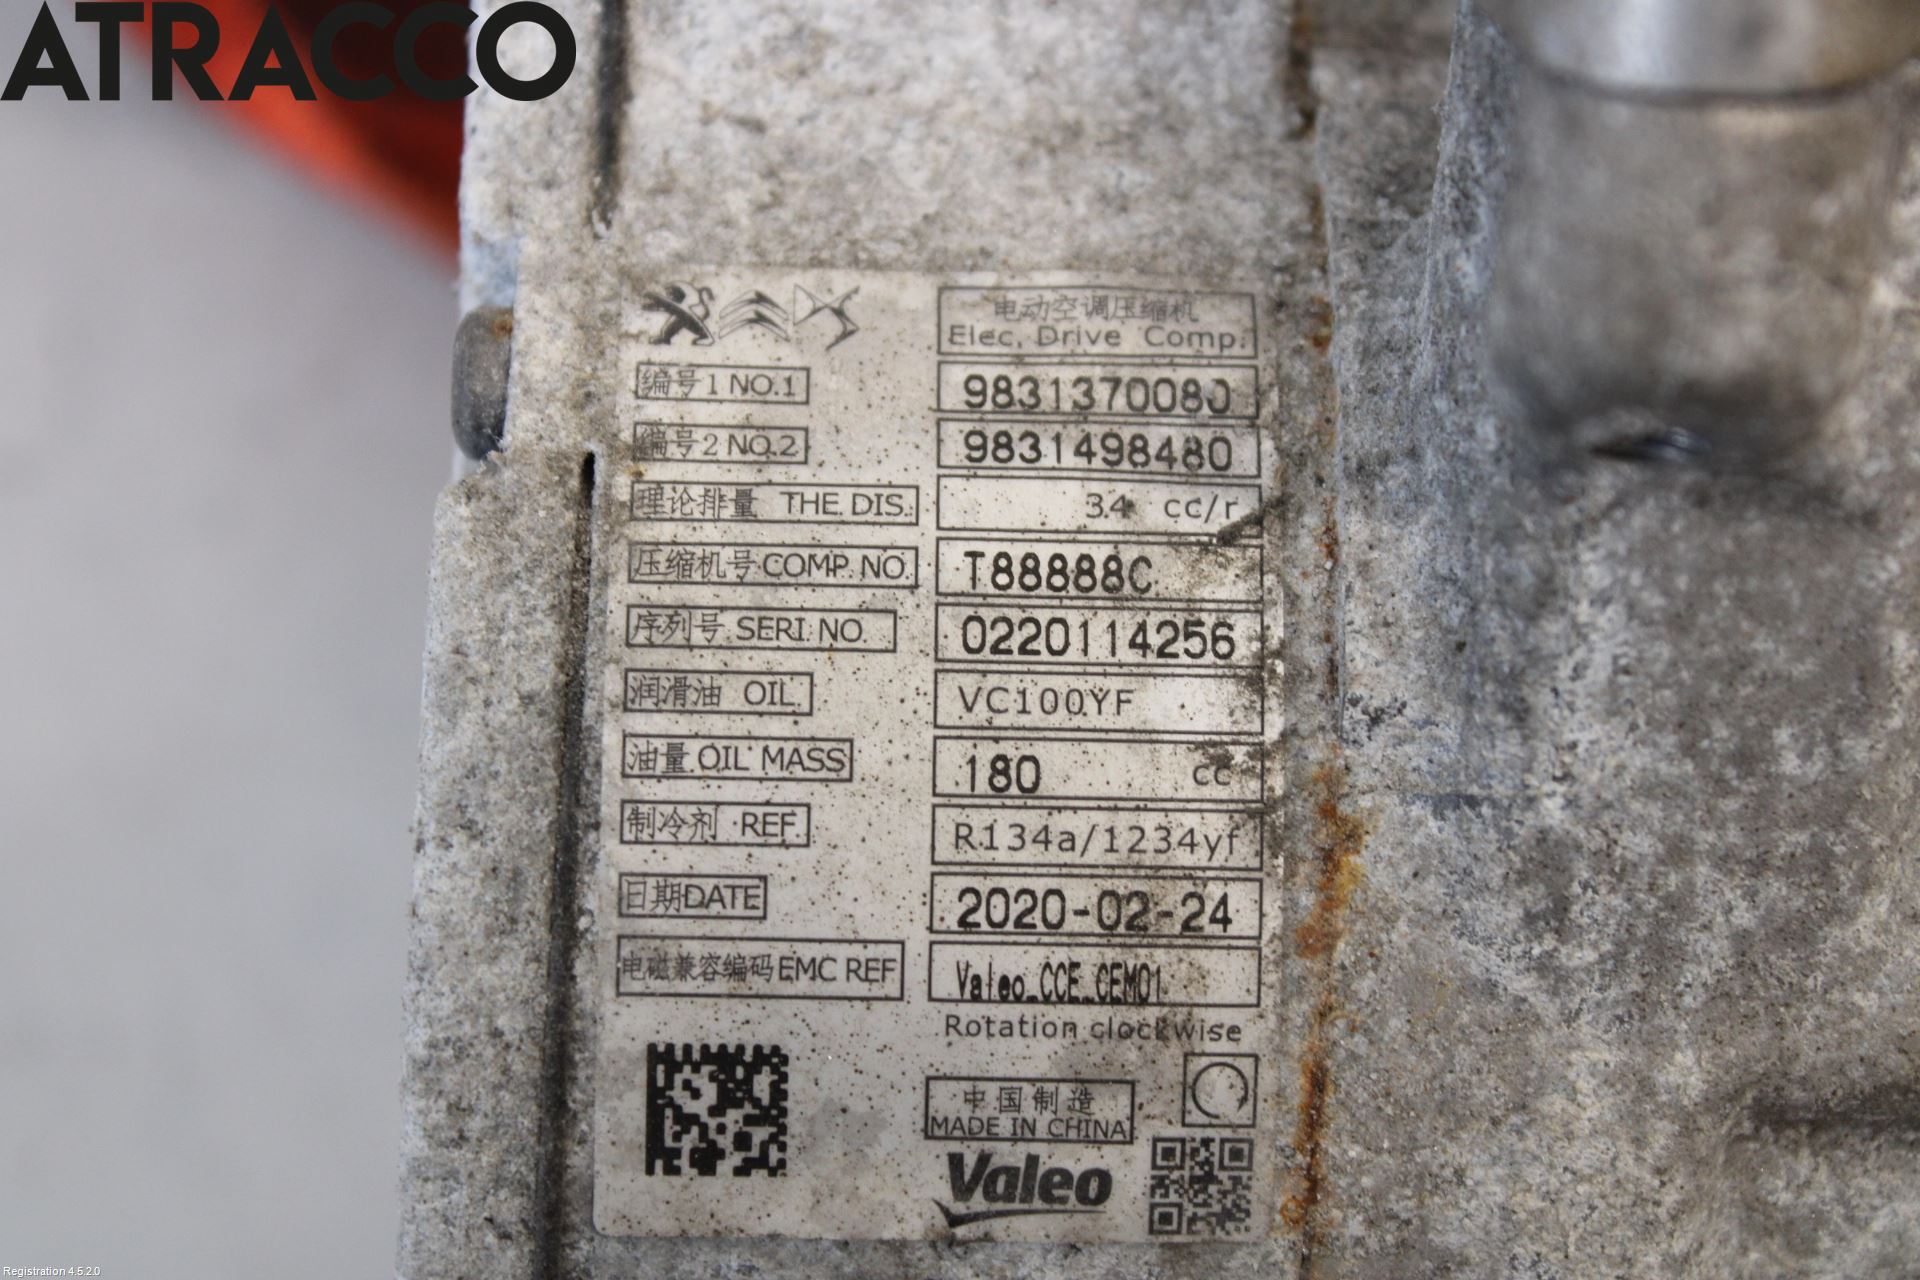 ATRACCO
电动空调压缩机
Elec. Drive Comp.
编号1 NO.1 9831370080
编号2 NO.2 9831498480
理论排量 THE. DIS. 34 cc/r
压缩机号 COMP. NO. T88888C
序列号 SERI. NO. 0220114256
润滑油 OIL VC100YF
油量 OIL MASS 180 cc
制冷剂 REF. R134a/1234yf
日期DATE 2020-02-24
电磁兼容编码 EMC REF Valeo_CCE_CEM01
Rotation clockwise
中国制造
MADE IN CHINA
Valeo
Registration 4.5.2.0